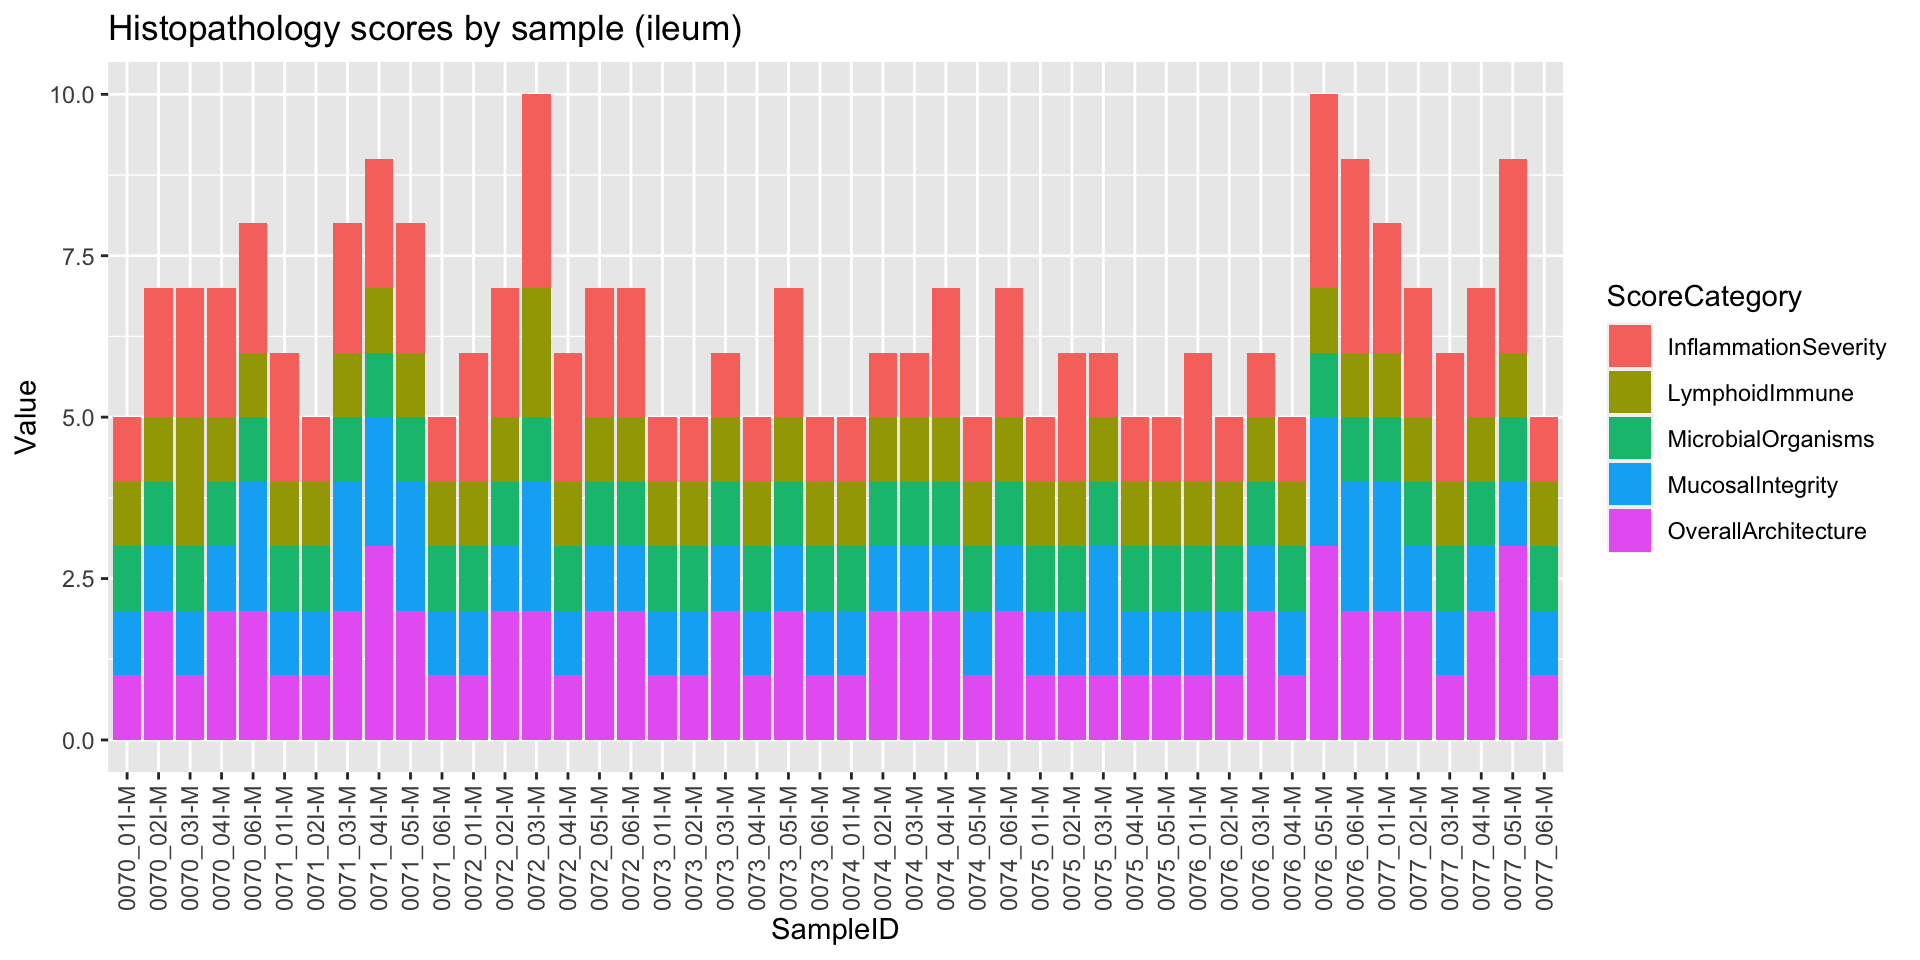 Histopathology scores by sample (ileum)
10.0
7.5
5.0
2.5
0.0
Value
0070_01I-M
0070_02I-M
0070_03I-M
0070_04I-M
0070_06I-M
0071_01I-M
0071_02I-M
0071_03I-M
0071_04I-M
0071_05I-M
0071_06I-M
0072_01I-M
0072_02I-M
0072_03I-M
0072_04I-M
0072_05I-M
0072_06I-M
0073_01I-M
0073_02I-M
0073_03I-M
0073_04I-M
0073_05I-M
0073_06I-M
0074_01I-M
0074_02I-M
0074_03I-M
0074_04I-M
0074_05I-M
0074_06I-M
0075_01I-M
0075_02I-M
0075_03I-M
0075_04I-M
0075_05I-M
0076_01I-M
0076_02I-M
0076_03I-M
0076_04I-M
0076_05I-M
0076_06I-M
0077_01I-M
0077_02I-M
0077_03I-M
0077_04I-M
0077_05I-M
0077_06I-M
SampleID
ScoreCategory
InflammationSeverity
LymphoidImmune
MicrobialOrganisms
MucosalIntegrity
OverallArchitecture